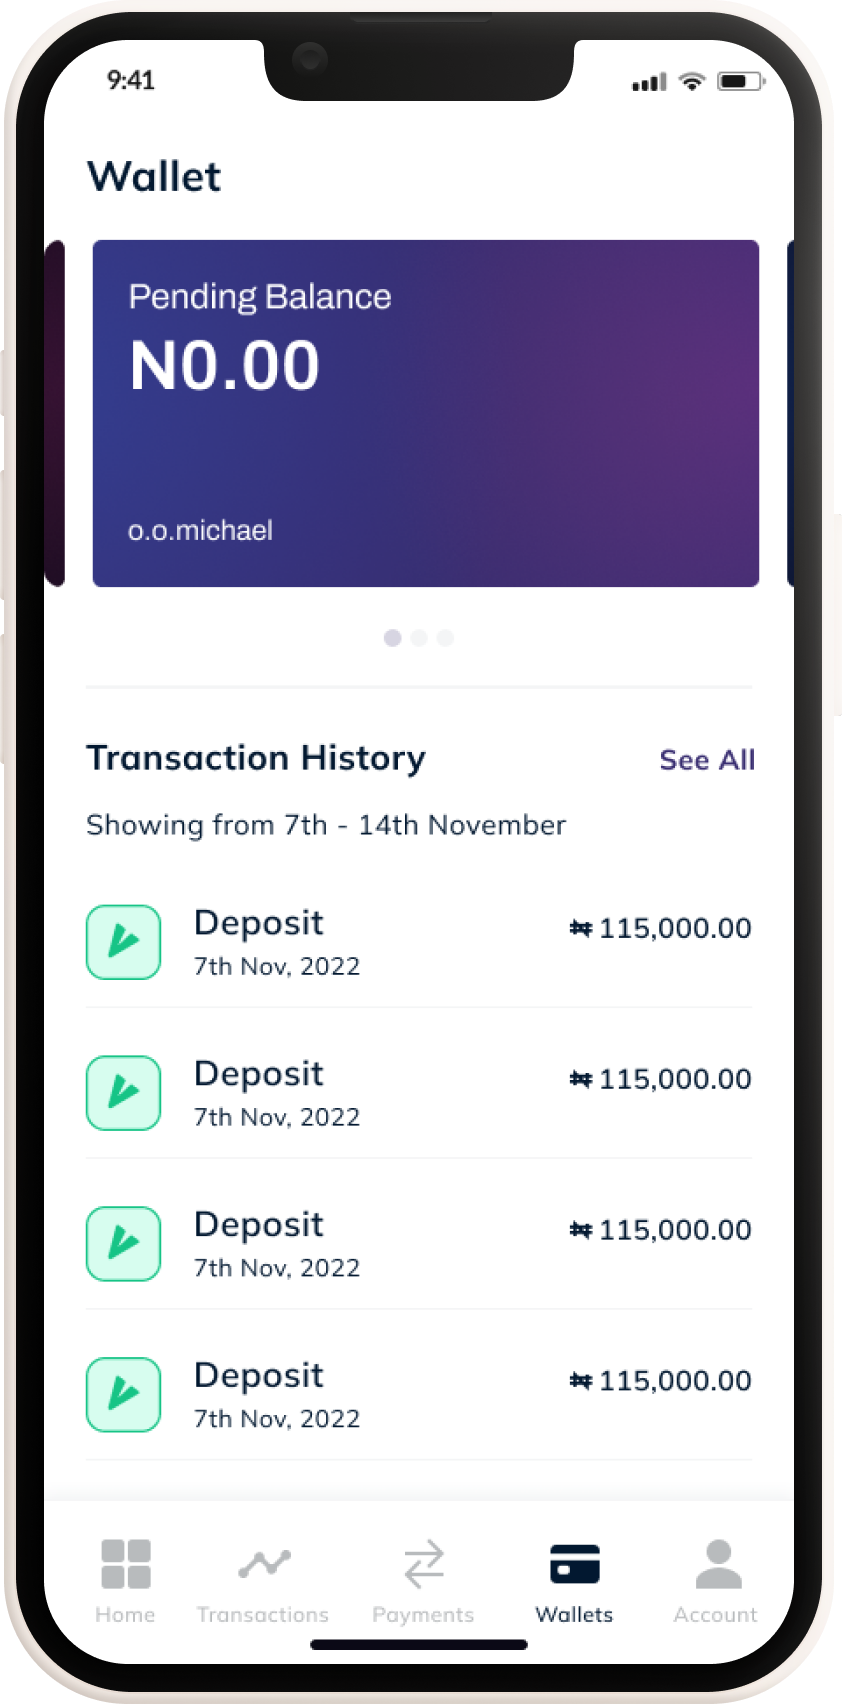 9:41
Wallet
Pending Balance
N0.00
o.o.michael
Transaction History
See All
Showing from 7th - 14th November
Deposit
₦ 115,000.00
7th Nov, 2022
Deposit
₦ 115,000.00
7th Nov, 2022
Deposit
₦ 115,000.00
7th Nov, 2022
Deposit
₦ 115,000.00
7th Nov, 2022
Home Transactions Payments Wallets Account